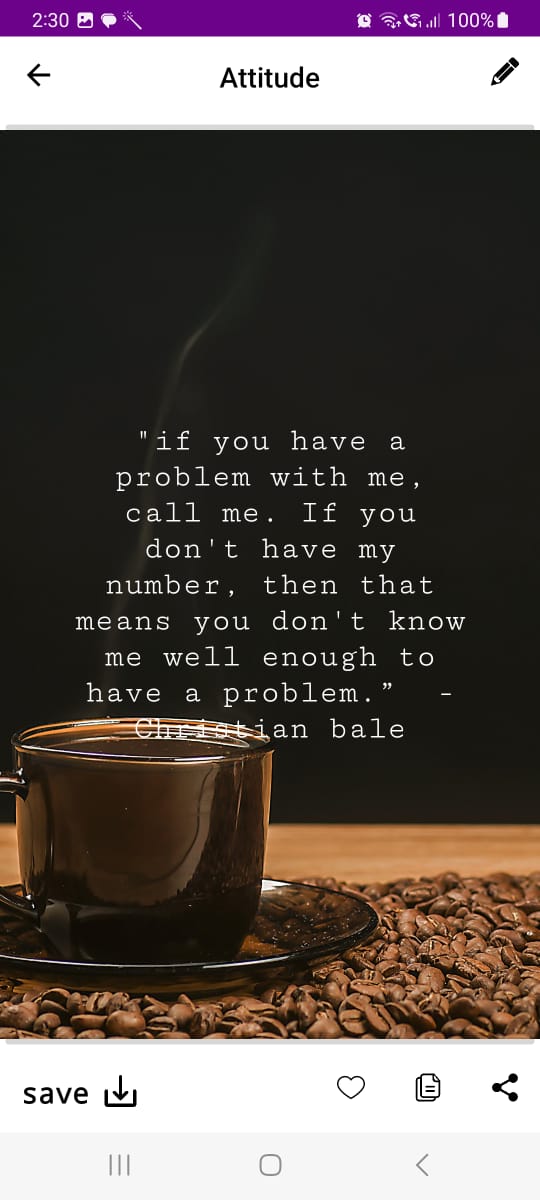 2:30 100%
Attitude
"if you have a
problem with me,
call me. If you
don't have my
number, then that
means you don't know
me well enough to
have a problem.” -
Christian bale
save